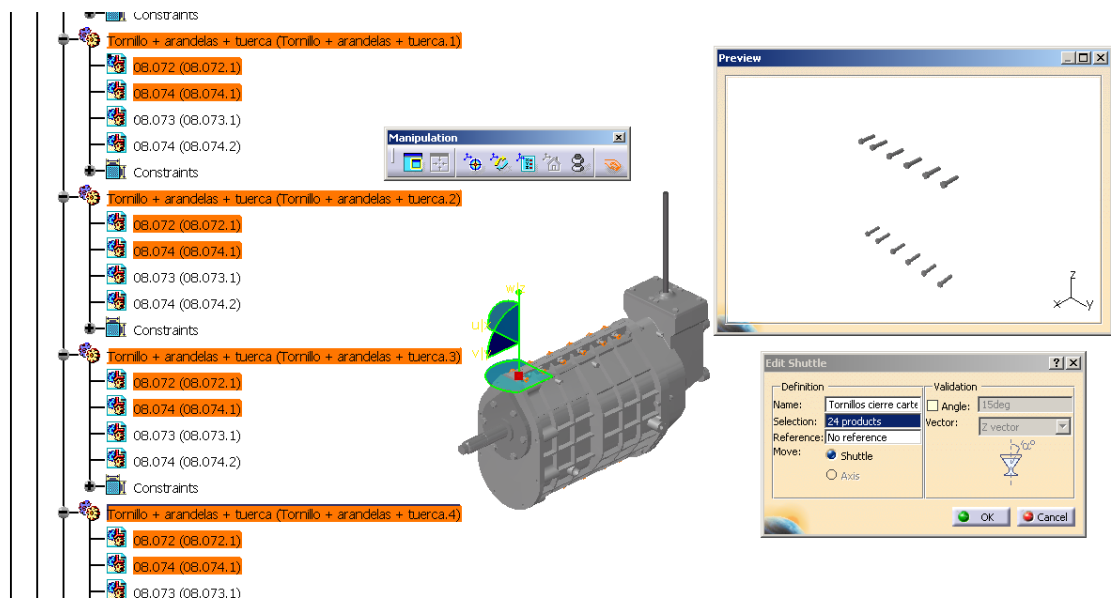 Constraints
Tornillo + arandelas + tuerca (Tornillo + arandelas + tuerca.1)
08.072 (08.072.1)
08.074 (08.074.1)
08.073 (08.073.1)
08.074 (08.074.2)
Constraints
Tornillo + arandelas + tuerca (Tornillo + arandelas + tuerca.2)
08.072 (08.072.1)
08.074 (08.074.1)
08.073 (08.073.1)
08.074 (08.074.2)
Constraints
Tornillo + arandelas + tuerca (Tornillo + arandelas + tuerca.3)
08.072 (08.072.1)
08.074 (08.074.1)
08.073 (08.073.1)
08.074 (08.074.2)
Constraints
Tornillo + arandelas + tuerca (Tornillo + arandelas + tuerca.4)
08.072 (08.072.1)
08.074 (08.074.1)
08.073 (08.073.1)
Manipulation
w|z
Preview
z
x
y
Edit Shuttle
Definition
Name: Tornillos cierre carte
Selection: 24 products
Reference: No reference
Move: Shuttle
Axis
Validation
Angle: 15deg
Vector: Z vector
α°
OK
Cancel